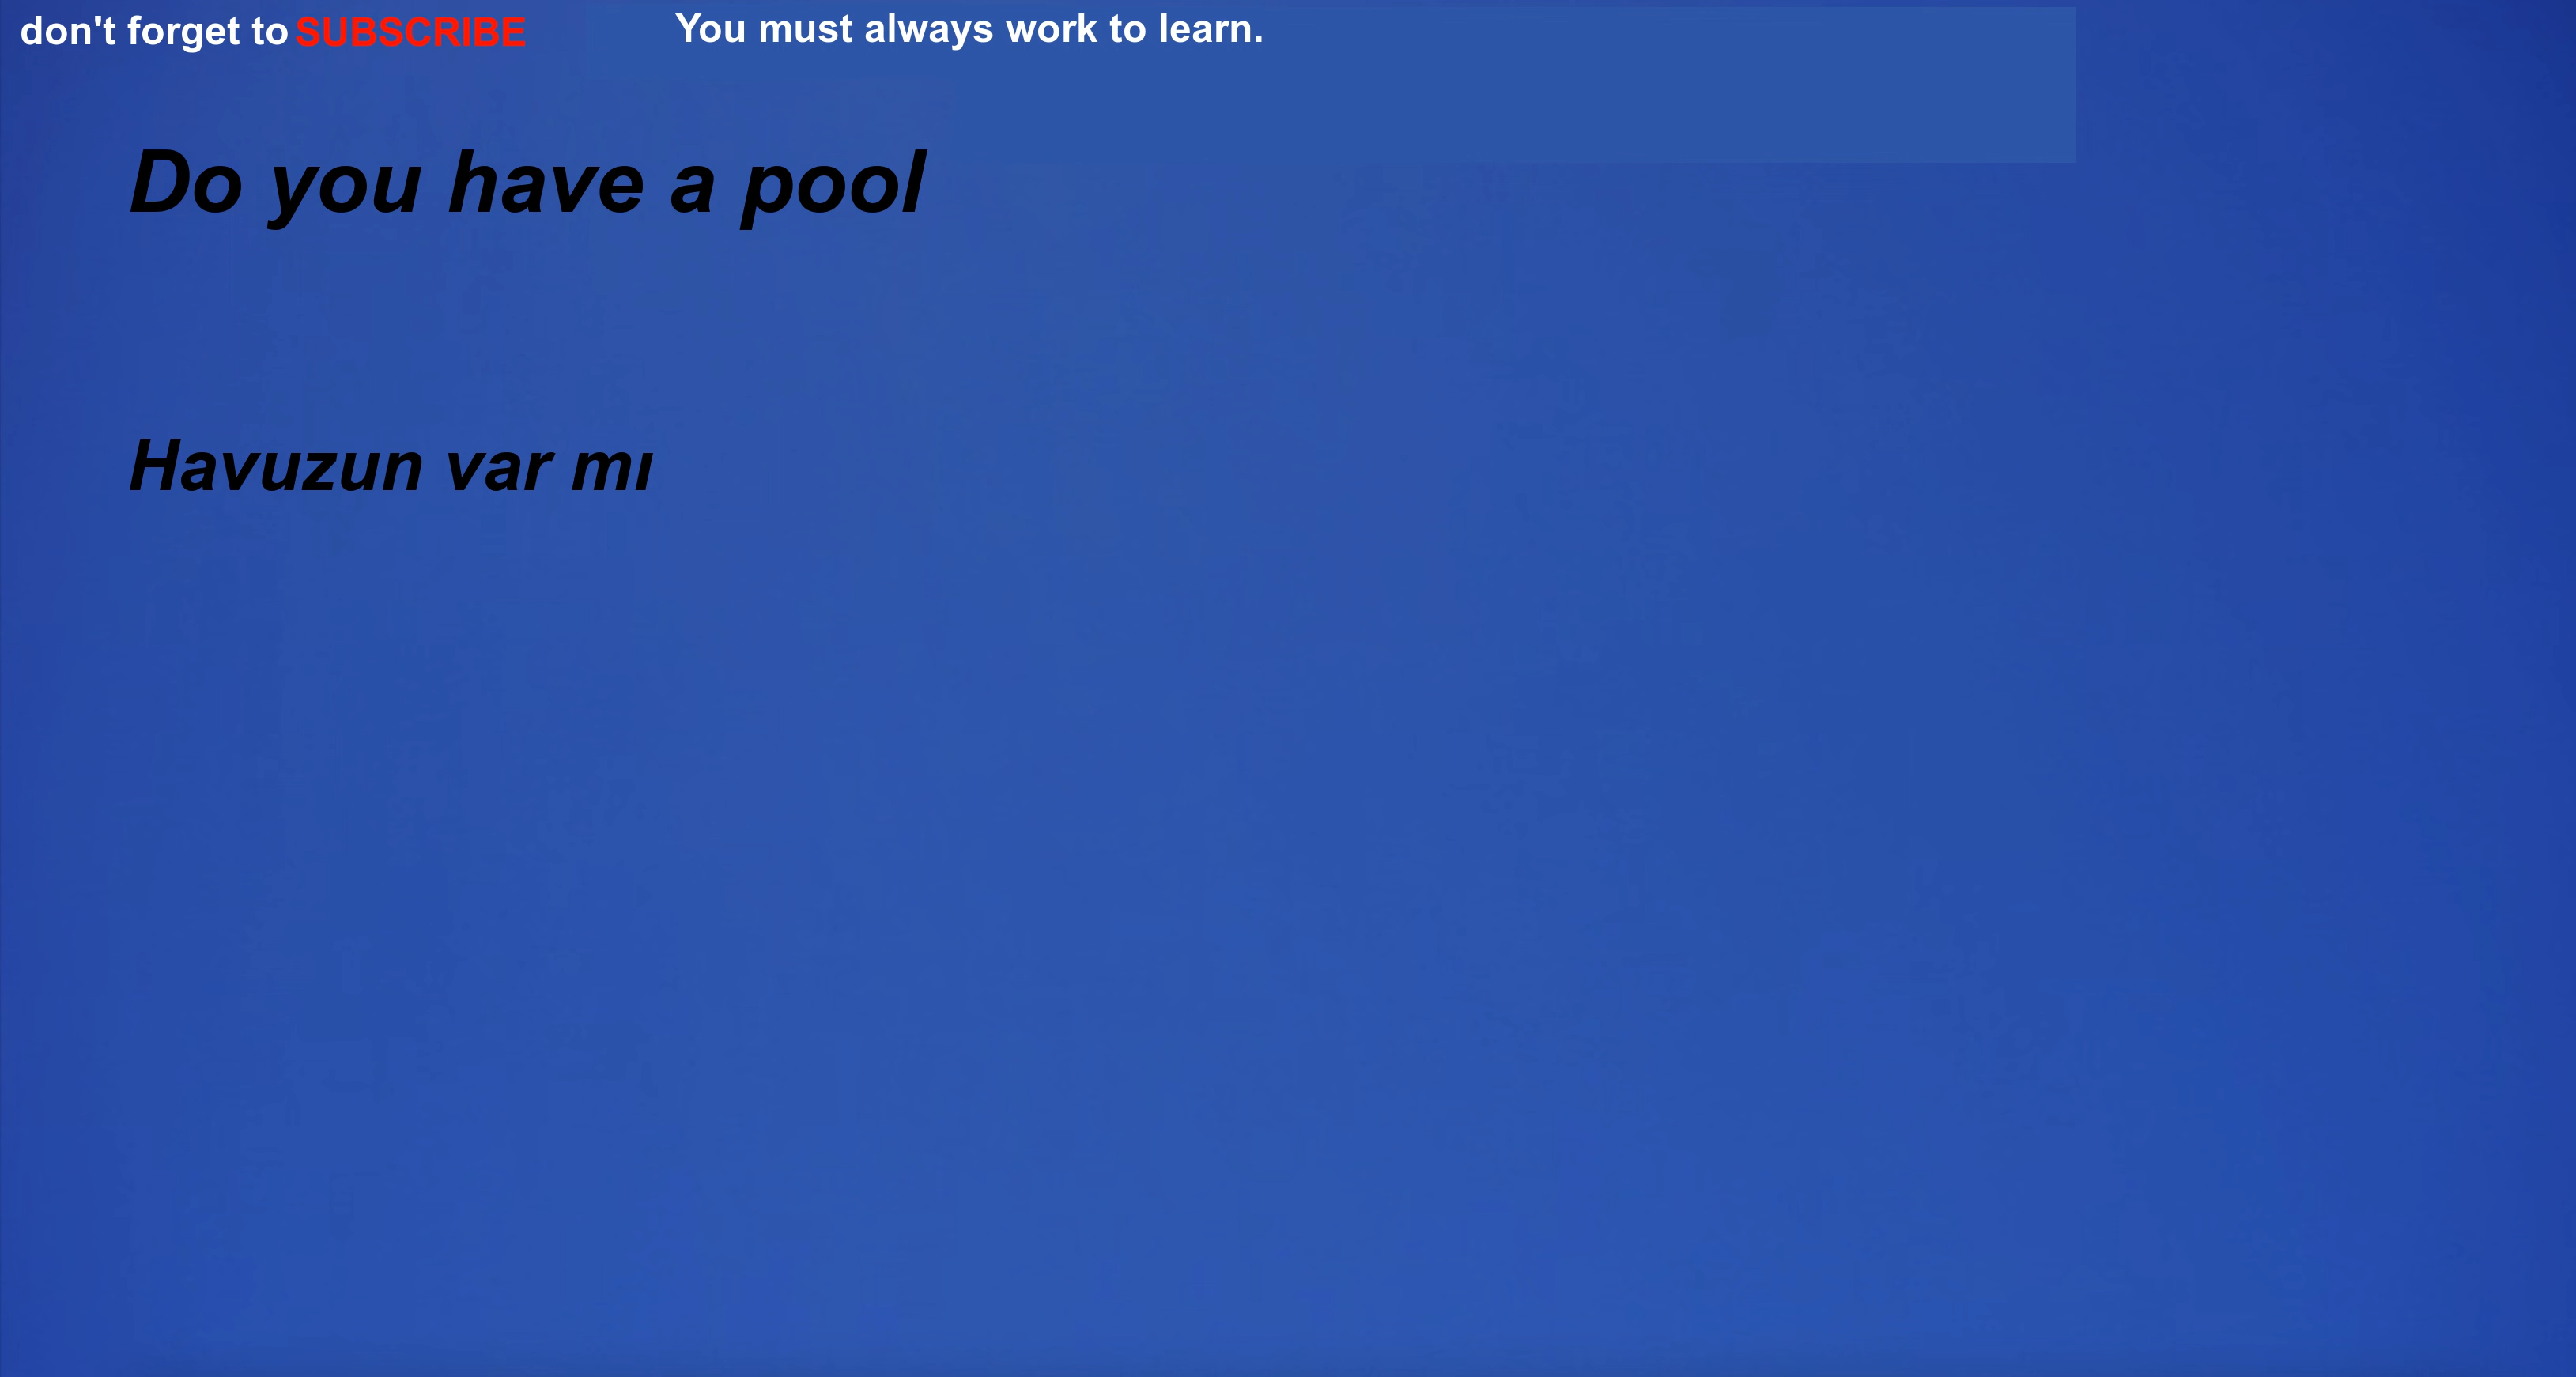 don't forget to SUBSCRIBE
You must always work to learn.
Do you have a pool
Havuzun var mı